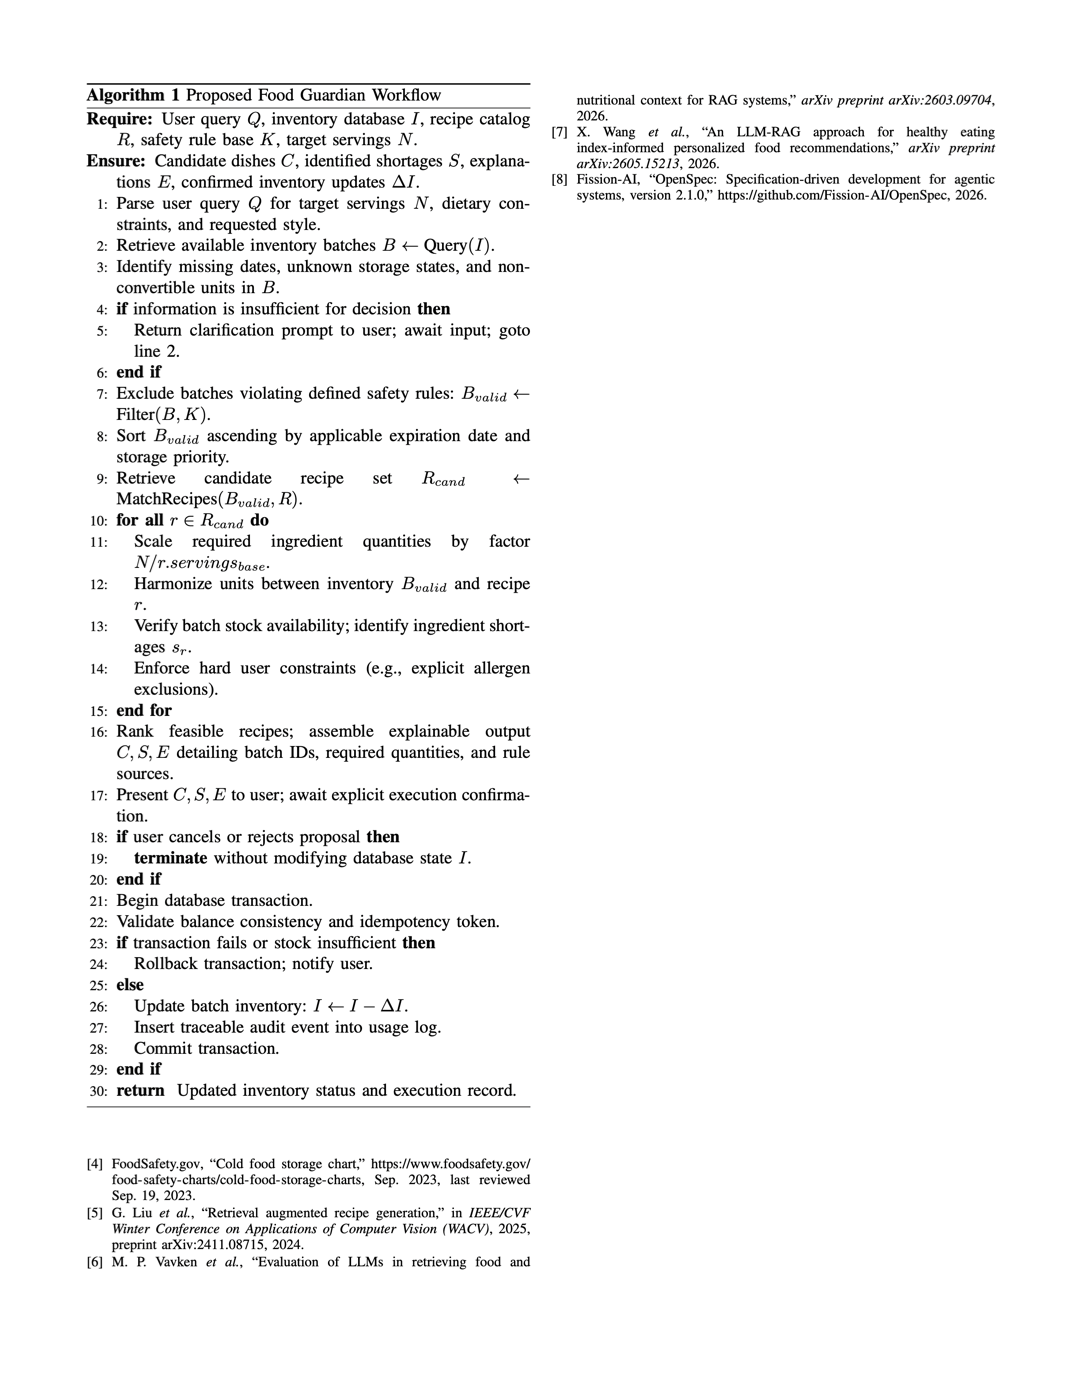 Algorithm 1 Proposed Food Guardian Workflow
Require: User query Q, inventory database I, recipe catalog
R, safety rule base K, target servings N.
Ensure: Candidate dishes C, identified shortages S, explana-
tions E, confirmed inventory updates ΔI.
1: Parse user query Q for target servings N, dietary con-
straints, and requested style.
2: Retrieve available inventory batches B ← Query(I).
3: Identify missing dates, unknown storage states, and non-
convertible units in B.
4: if information is insufficient for decision then
5: Return clarification prompt to user; await input; goto
line 2.
6: end if
7: Exclude batches violating defined safety rules: B_valid ←
Filter(B, K).
8: Sort B_valid ascending by applicable expiration date and
storage priority.
9: Retrieve candidate recipe set R_cand ←
MatchRecipes(B_valid, R).
10: for all r ∈ R_cand do
11: Scale required ingredient quantities by factor
N/r.servings_base.
12: Harmonize units between inventory B_valid and recipe
r.
13: Verify batch stock availability; identify ingredient short-
ages s_r.
14: Enforce hard user constraints (e.g., explicit allergen
exclusions).
15: end for
16: Rank feasible recipes; assemble explainable output
C, S, E detailing batch IDs, required quantities, and rule
sources.
17: Present C, S, E to user; await explicit execution confirma-
tion.
18: if user cancels or rejects proposal then
19: terminate without modifying database state I.
20: end if
21: Begin database transaction.
22: Validate balance consistency and idempotency token.
23: if transaction fails or stock insufficient then
24: Rollback transaction; notify user.
25: else
26: Update batch inventory: I ← I − ΔI.
27: Insert traceable audit event into usage log.
28: Commit transaction.
29: end if
30: return Updated inventory status and execution record.
[4] FoodSafety.gov, “Cold food storage chart,” https://www.foodsafety.gov/
food-safety-charts/cold-food-storage-charts, Sep. 2023, last reviewed
Sep. 19, 2023.
[5] G. Liu et al., “Retrieval augmented recipe generation,” in IEEE/CVF
Winter Conference on Applications of Computer Vision (WACV), 2025,
preprint arXiv:2411.08715, 2024.
[6] M. P. Vavken et al., “Evaluation of LLMs in retrieving food and
nutritional context for RAG systems,” arXiv preprint arXiv:2603.09704,
2026.
[7] X. Wang et al., “An LLM-RAG approach for healthy eating
index-informed personalized food recommendations,” arXiv preprint
arXiv:2605.15213, 2026.
[8] Fission-AI, “OpenSpec: Specification-driven development for agentic
systems, version 2.1.0,” https://github.com/Fission-AI/OpenSpec, 2026.